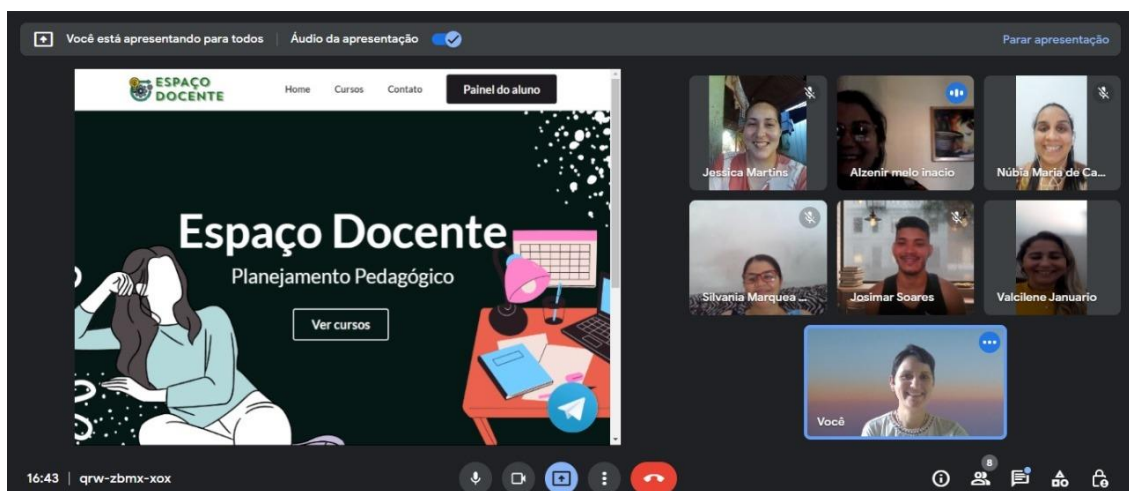 Você está apresentando para todos
Áudio da apresentação
Parar apresentação
ESPAÇO
DOCENTE
Home
Cursos
Contato
Painel do aluno
Espaço Docente
Planejamento Pedagógico
Ver cursos
Jessica Martins
Alzenir melo inacio
Núbia Maria de Ca...
Silvania Marquea ...
Josimar Soares
Valcilene Januario
Você
16:43 | qrw-zbmx-xox
8